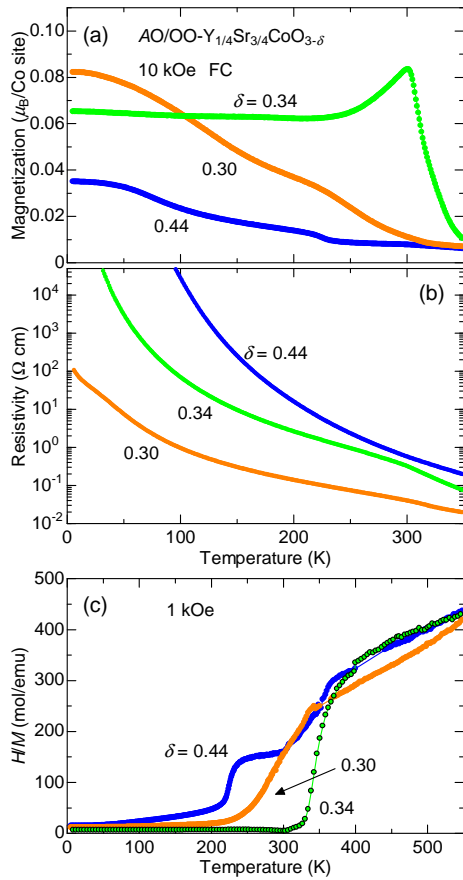 (a)
AO/OO-Y1/4Sr3/4CoO3-δ
10 kOe FC
Magnetization (μB/Co site)
0.10
0.08
0.06
0.04
0.02
0.00
δ = 0.34
0.30
0.44
(b)
Resistivity (Ω cm)
10^4
10^3
10^2
10^1
10^0
10^-1
10^-2
δ = 0.44
0.34
0.30
0 100 200 300
Temperature (K)
(c)
1 kOe
H/M (mol/emu)
500
400
300
200
100
0
δ = 0.44
0.30
0.34
0 100 200 300 400 500
Temperature (K)